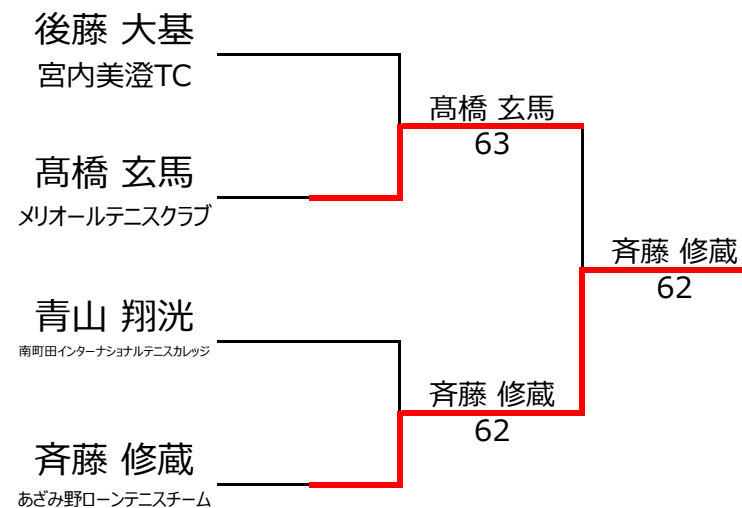 後藤 大基
宮内美澄TC
髙橋 玄馬
63
髙橋 玄馬
メリオールテニスクラブ
斉藤 修蔵
62
青山 翔洸
南町田インターナショナルテニスカレッジ
斉藤 修蔵
62
斉藤 修蔵
あざみ野ローンテニスチーム